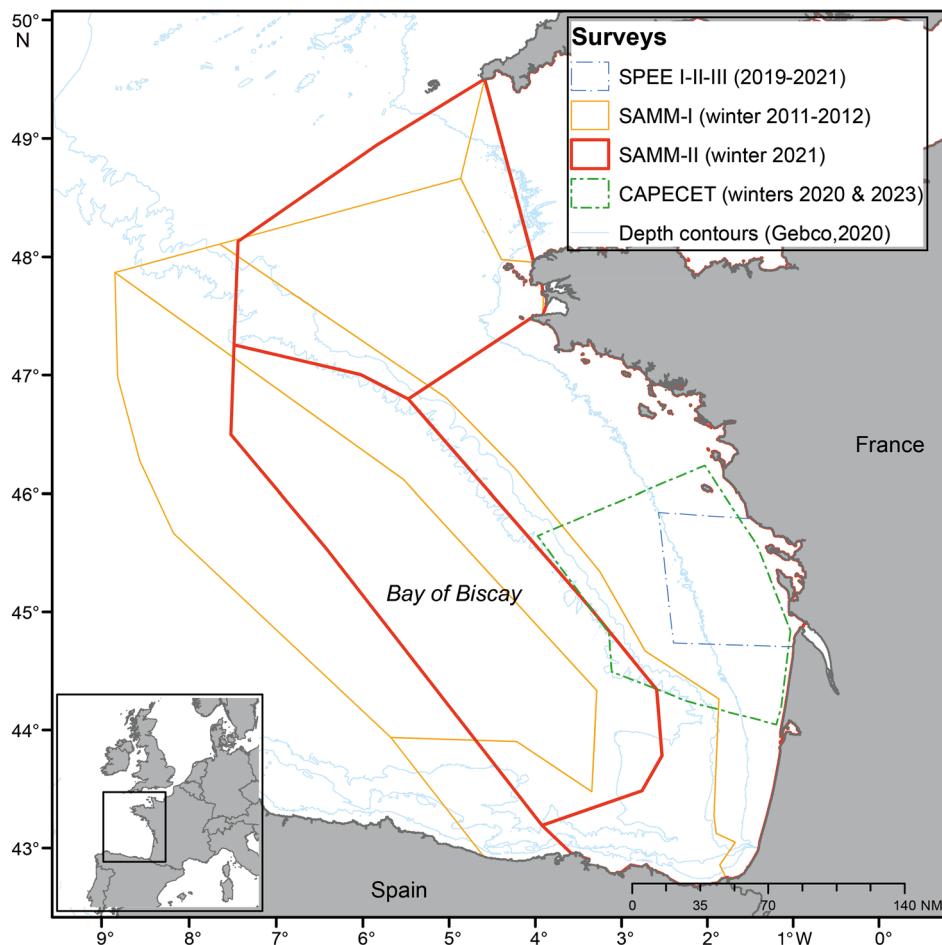 50°
N
49°
48°
47°
46°
45°
44°
43°
Surveys
SPEE I-II-III (2019-2021)
SAMM-I (winter 2011-2012)
SAMM-II (winter 2021)
CAPECET (winters 2020 & 2023)
Depth contours (Gebco,2020)
France
Bay of Biscay
Spain
0 35 70 140 NM
9° 8° 7° 6° 5° 4° 3° 2° 1° W 0°